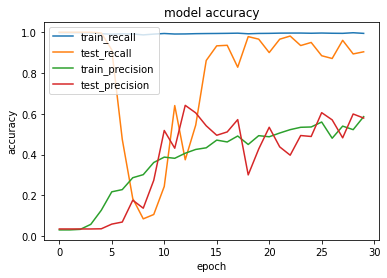 model accuracy
train_recall
test_recall
train_precision
test_precision
accuracy
1.0
0.8
0.6
0.4
0.2
0.0
0 5 10 15 20 25 30
epoch